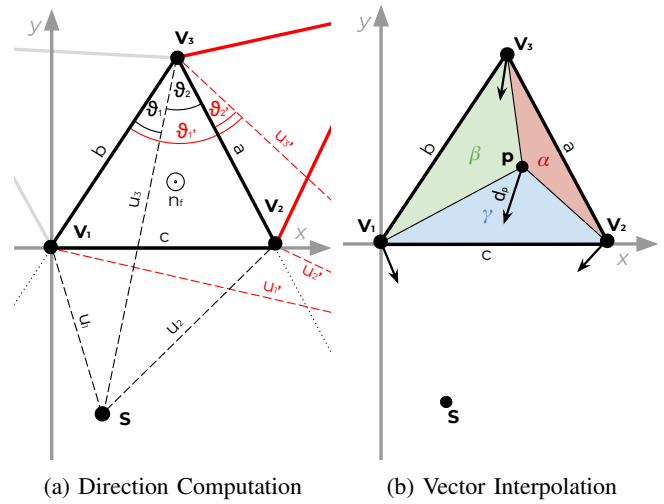 y
V₃
ϑ₁
ϑ₂
ϑ₂'
ϑ₁'
u₃'
b
a
u₃
n_f
V₁
V₂
c
x
u₂'
u₁'
u₁
u₂
S
(a) Direction Computation
y
V₃
b
a
β
p
α
d_p
V₁
γ
V₂
c
x
S
(b) Vector Interpolation